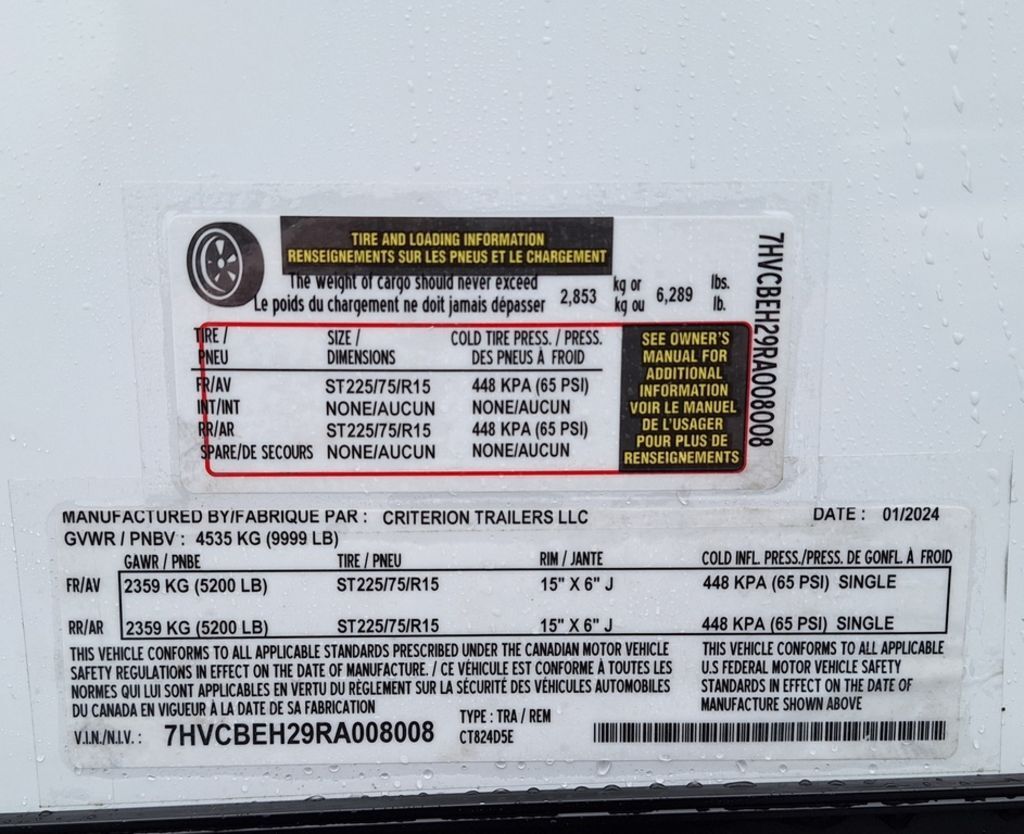 TIRE AND LOADING INFORMATION
RENSEIGNEMENTS SUR LES PNEUS ET LE CHARGEMENT
The weight of cargo should never exceed
Le poids du chargement ne doit jamais dépasser
2,853 kg or kg ou 6,289 lbs. lb.
TIRE / SIZE / COLD TIRE PRESS. / PRESS.
PNEU DIMENSIONS DES PNEUS À FROID
FR/AV ST225/75/R15 448 KPA (65 PSI)
INT/INT NONE/AUCUN NONE/AUCUN
RR/AR ST225/75/R15 448 KPA (65 PSI)
SPARE/DE SECOURS NONE/AUCUN NONE/AUCUN
SEE OWNER'S
MANUAL FOR
ADDITIONAL
INFORMATION
VOIR LE MANUEL
DE L'USAGER
POUR PLUS DE
RENSEIGNEMENTS
7HVCBEH29RA008008
MANUFACTURED BY/FABRIQUE PAR : CRITERION TRAILERS LLC DATE : 01/2024
GVWR / PNBV : 4535 KG (9999 LB)
GAWR / PNBE TIRE / PNEU RIM / JANTE COLD INFL. PRESS./PRESS. DE GONFL. À FROID
FR/AV 2359 KG (5200 LB) ST225/75/R15 15" X 6" J 448 KPA (65 PSI) SINGLE
RR/AR 2359 KG (5200 LB) ST225/75/R15 15" X 6" J 448 KPA (65 PSI) SINGLE
THIS VEHICLE CONFORMS TO ALL APPLICABLE STANDARDS PRESCRIBED UNDER THE CANADIAN MOTOR VEHICLE
SAFETY REGULATIONS IN EFFECT ON THE DATE OF MANUFACTURE. / CE VÉHICULE EST CONFORME À TOUTES LES
NORMES QUI LUI SONT APPLICABLES EN VERTU DU RÈGLEMENT SUR LA SÉCURITÉ DES VÉHICULES AUTOMOBILES
DU CANADA EN VIGUEUR À LA DATE DE SA FABRICATION
THIS VEHICLE CONFORMS TO ALL APPLICABLE
U.S FEDERAL MOTOR VEHICLE SAFETY
STANDARDS IN EFFECT ON THE DATE OF
MANUFACTURE SHOWN ABOVE
V.I.N./N.I.V. : 7HVCBEH29RA008008
TYPE : TRA / REM
CT824D5E